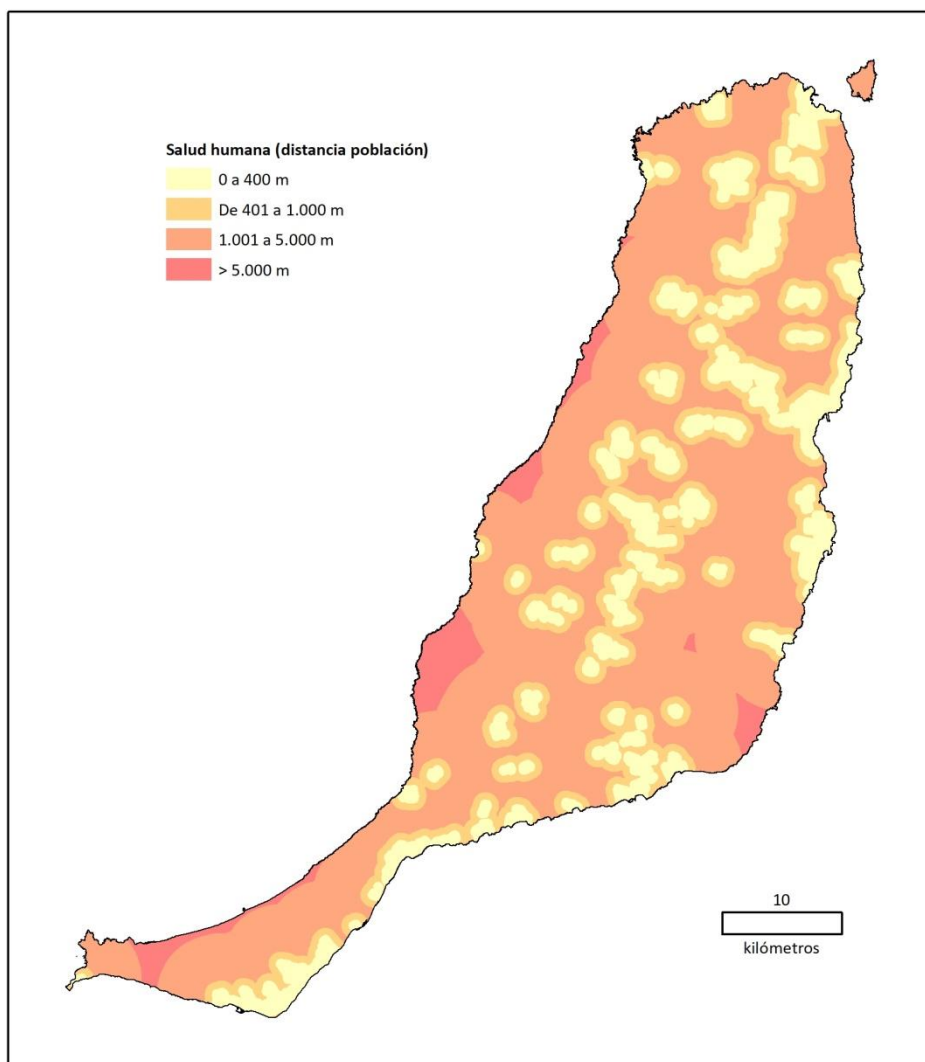 Salud humana (distancia población)
0 a 400 m
De 401 a 1.000 m
1.001 a 5.000 m
> 5.000 m
10
kilómetros